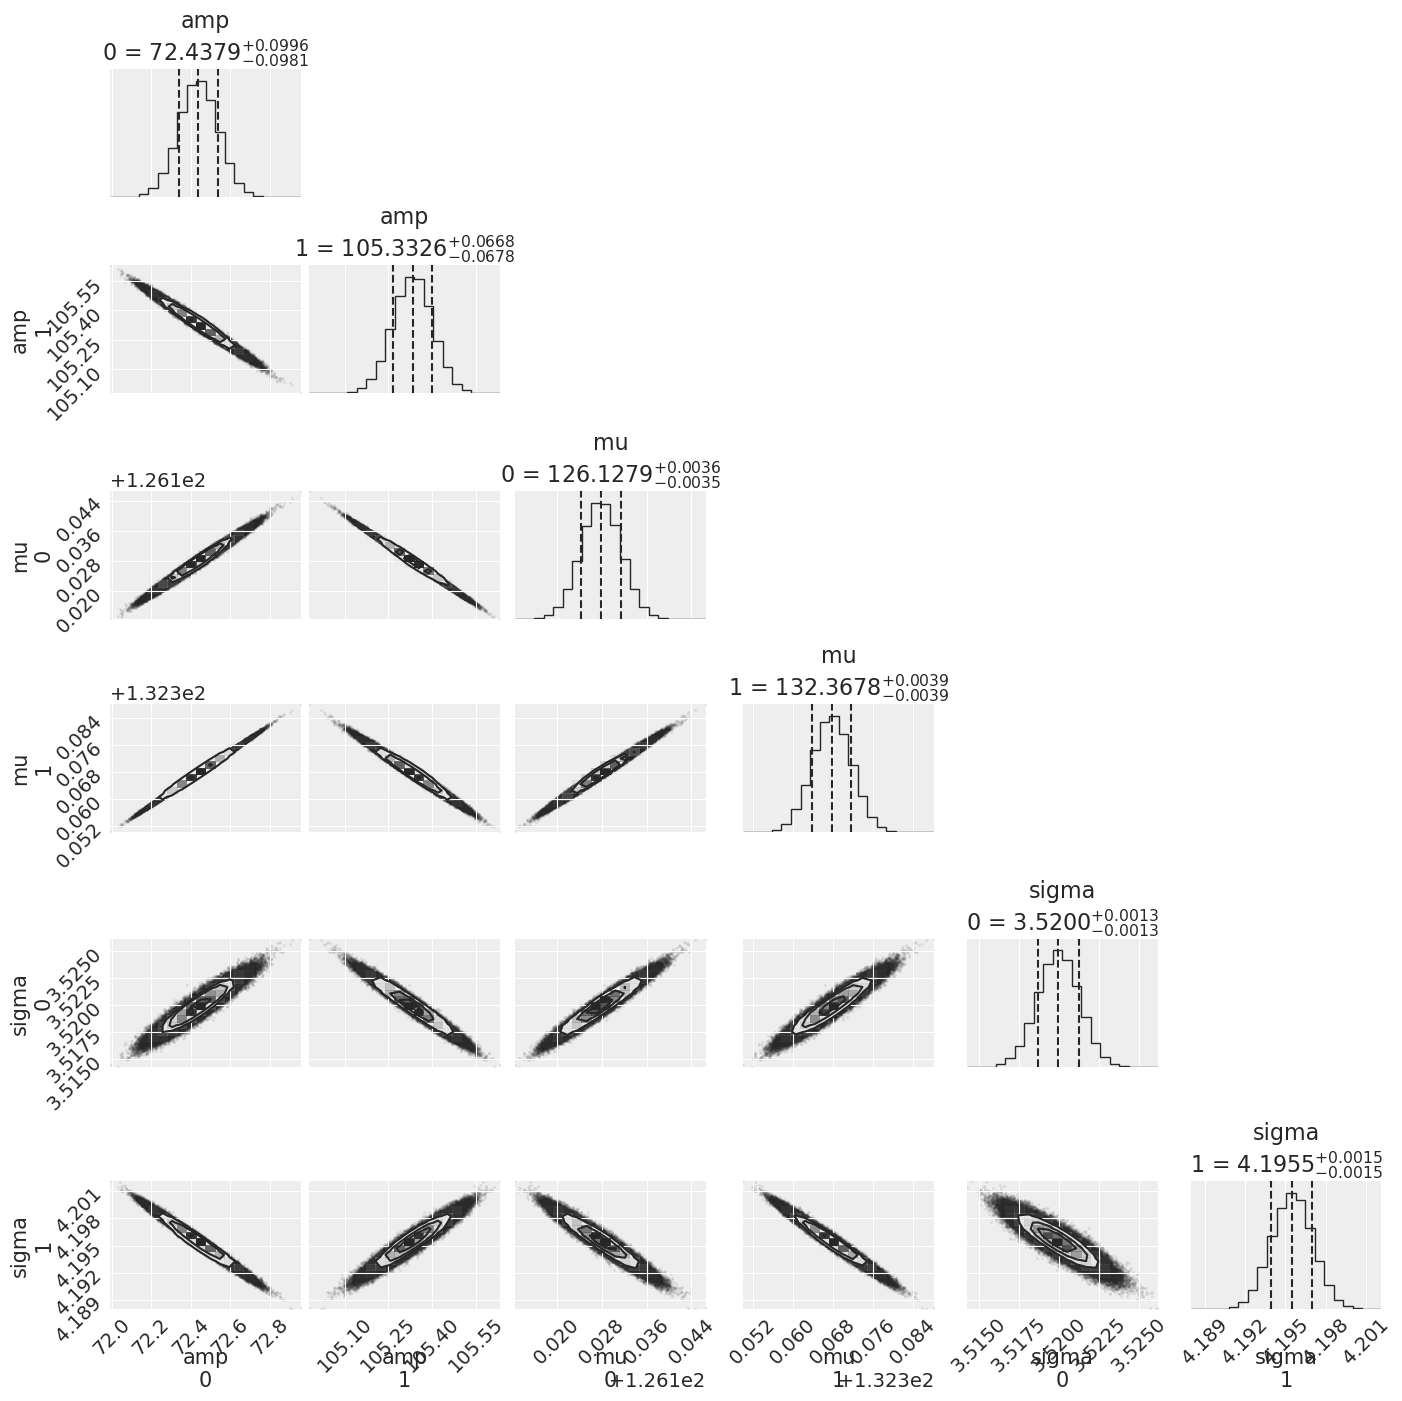 amp
0 = 72.4379+0.0996 −0.0981
amp
1 = 105.3326+0.0668 −0.0678
amp
1
105.55
105.40
105.25
105.10
mu
0 = 126.1279+0.0036 −0.0035
+1.261e2
mu
0
0.044
0.036
0.028
0.020
mu
1 = 132.3678+0.0039 −0.0039
+1.323e2
mu
1
0.084
0.076
0.068
0.060
0.052
sigma
0 = 3.5200+0.0013 −0.0013
sigma
0
3.5250
3.5225
3.5200
3.5175
3.5150
sigma
1 = 4.1955+0.0015 −0.0015
sigma
1
4.201
4.198
4.195
4.192
4.189
72.0 72.2 72.4 72.6 72.8
amp
0
105.10 105.25 105.40 105.55
amp
1
0.020 0.028 0.036 0.044
mu
0
+1.261e2
0.052 0.060 0.068 0.076 0.084
mu
1
+1.323e2
3.5150 3.5175 3.5200 3.5225 3.5250
sigma
0
4.189 4.192 4.195 4.198 4.201
sigma
1